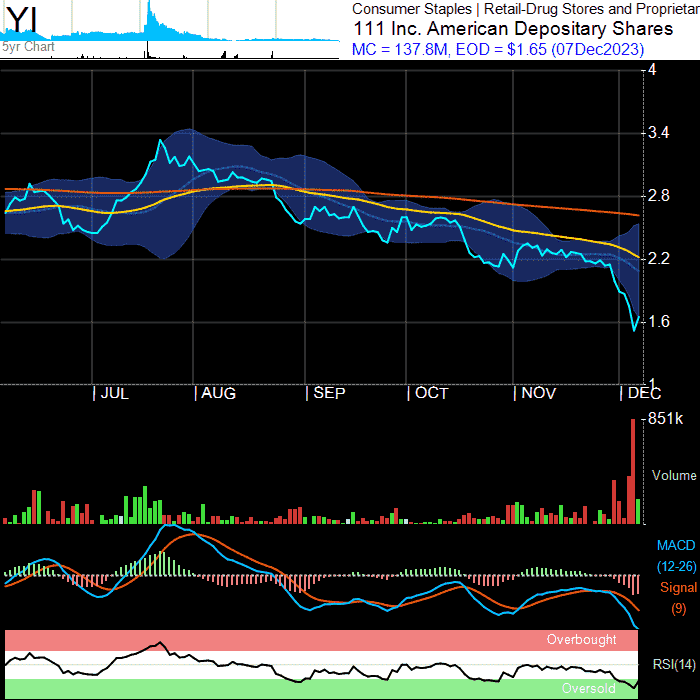 YI
5yr Chart
Consumer Staples | Retail-Drug Stores and Proprietar
111 Inc. American Depositary Shares
MC = 137.8M, EOD = $1.65 (07Dec2023)
4
3.4
2.8
2.2
1.6
1
JUL AUG SEP OCT NOV DEC
851k
Volume
MACD
(12-26)
Signal
(9)
Overbought
RSI(14)
Oversold